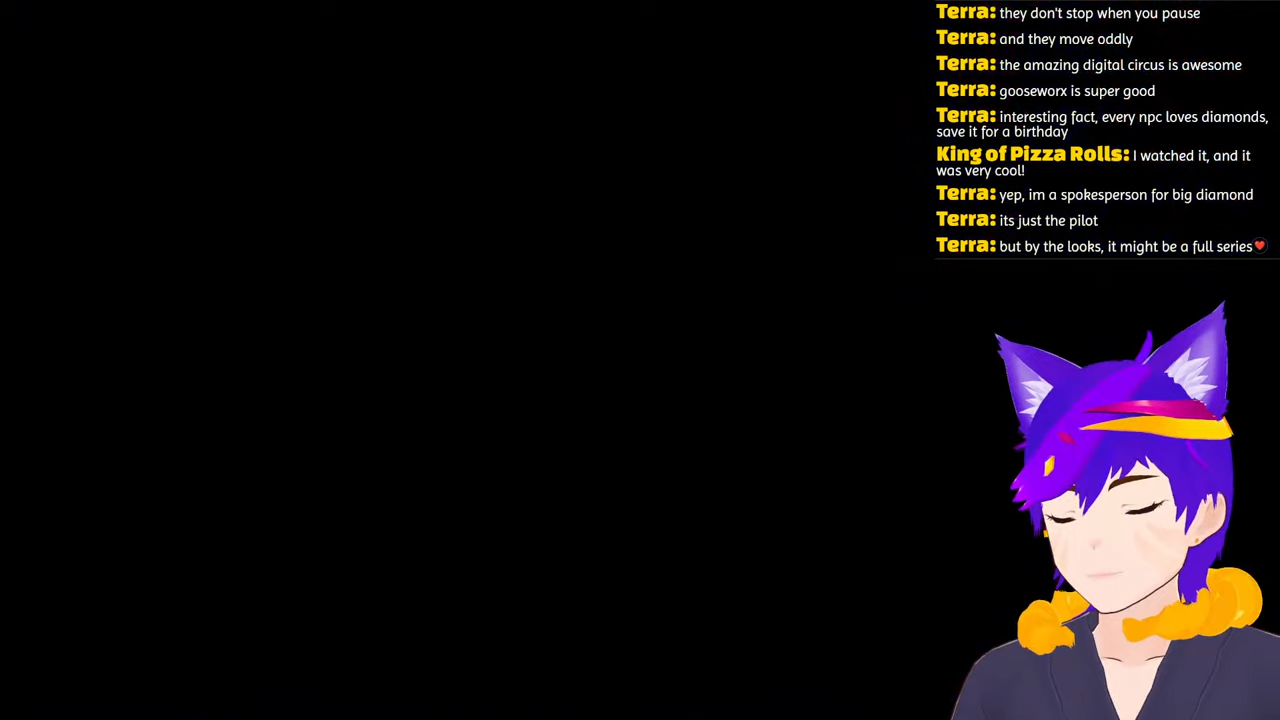 Terra: they don't stop when you pause
Terra: and they move oddly
Terra: the amazing digital circus is awesome
Terra: gooseworx is super good
Terra: interesting fact, every npc loves diamonds,
save it for a birthday
King of Pizza Rolls: I watched it, and it
was very cool!
Terra: yep, im a spokesperson for big diamond
Terra: its just the pilot
Terra: but by the looks, it might be a full series❤️